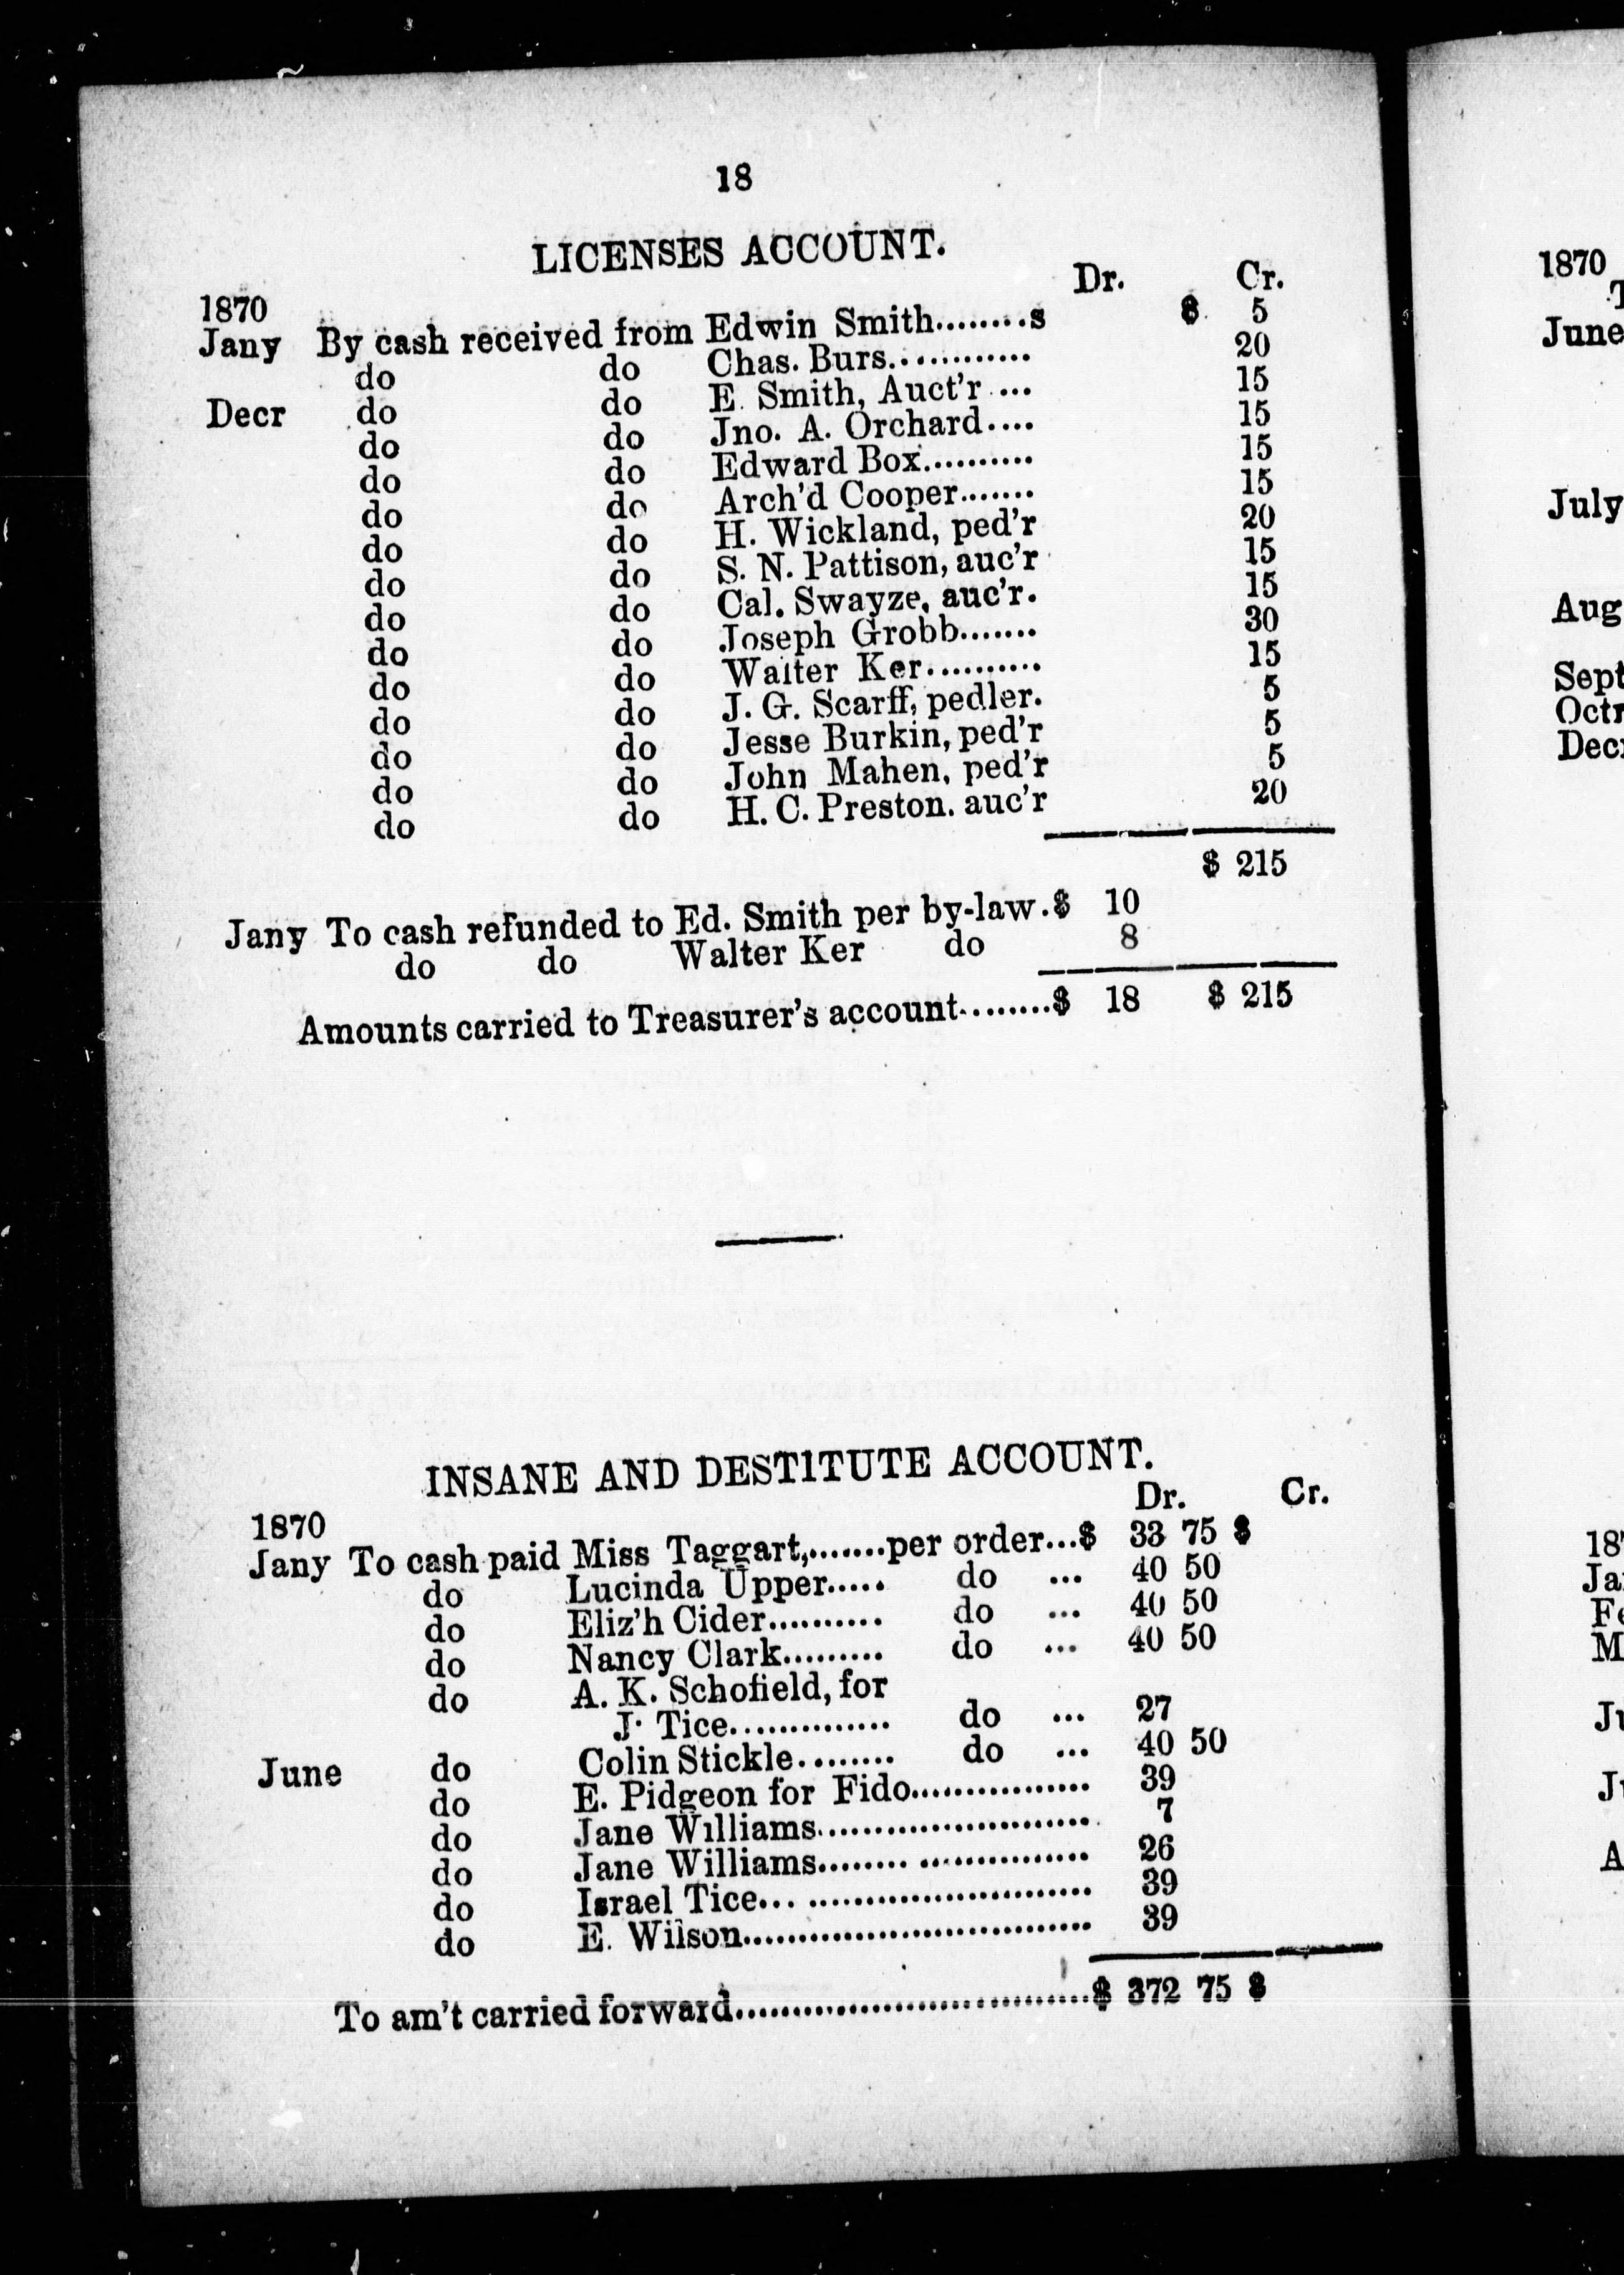 18
LICENSES ACCOUNT.
Dr. Cr.
1870
Jany By cash received from Edwin Smith........s $ 5
do do Chas. Burs............ 20
Decr do do E. Smith, Auct'r .... 15
do do Jno. A. Orchard.... 15
do do Edward Box.......... 15
do do Arch'd Cooper....... 15
do do H. Wickland, ped'r 20
do do S. N. Pattison, auc'r 15
do do Cal. Swayze, auc'r. 15
do do Joseph Grobb....... 30
do do Walter Ker........... 15
do do J. G. Scarff, pedler. 5
do do Jesse Burkin, ped'r 5
do do John Mahen, ped'r 5
do do H. C. Preston. auc'r 20
$ 215
Jany To cash refunded to Ed. Smith per by-law.$ 10
do do Walter Ker do 8
Amounts carried to Treasurer's account........$ 18 $ 215
INSANE AND DESTITUTE ACCOUNT.
Dr. Cr.
1870
Jany To cash paid Miss Taggart,.......per order...$ 33 75 $
do Lucinda Upper..... do ... 40 50
do Eliz'h Cider.......... do ... 40 50
do Nancy Clark......... do ... 40 50
do A. K. Schofield, for
J. Tice.............. do ... 27
June do Colin Stickle......... do ... 40 50
do E. Pidgeon for Fido................ 39
do Jane Williams......................... 7
do Jane Williams........ ................ 26
do Israel Tice... ......................... 39
do E. Wilson............................... 39
To am't carried forward................................$ 372 75 $
1870
June
July
Aug
Sept
Octr